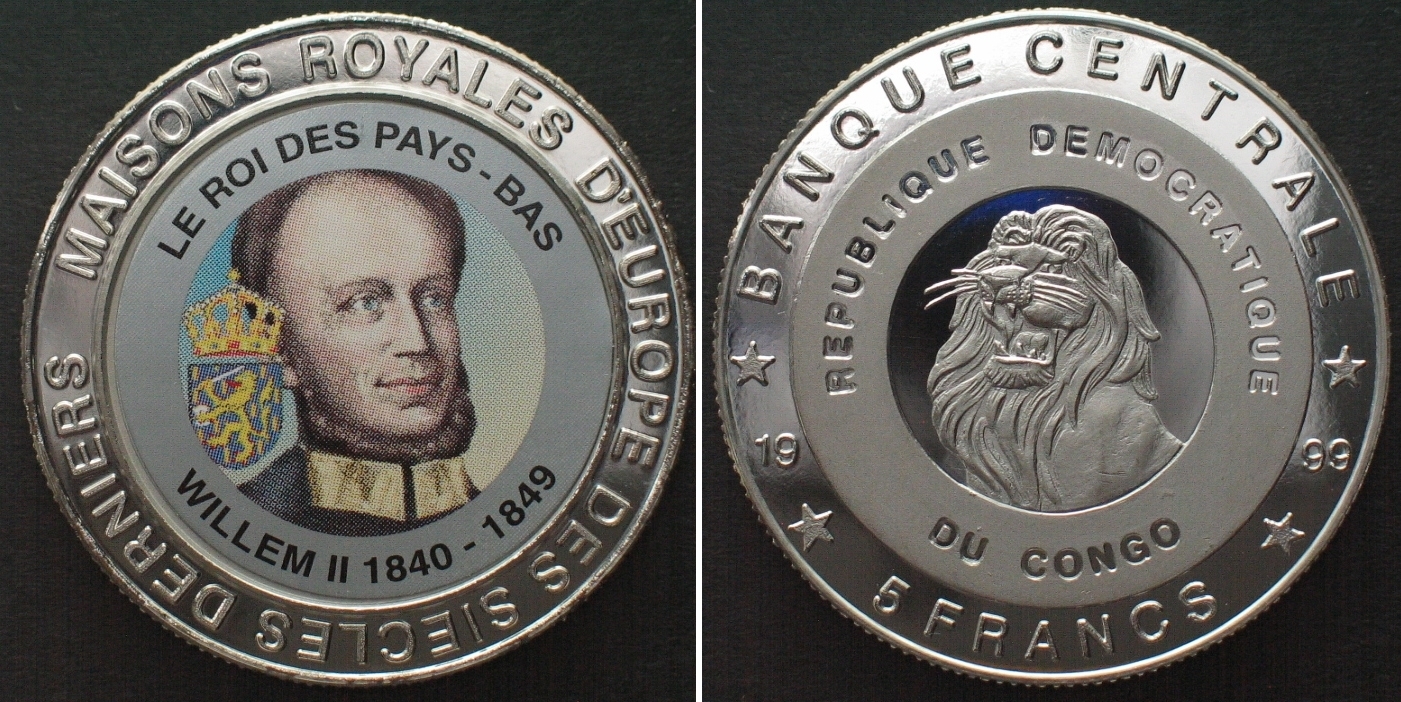 MAISONS ROYALES D'EUROPE DES SIECLES DERNIERS
LE ROI DES PAYS-BAS
WILLEM II 1840 - 1849
BANQUE CENTRALE
REPUBLIQUE DEMOCRATIQUE
DU CONGO
19 99
5 FRANCS